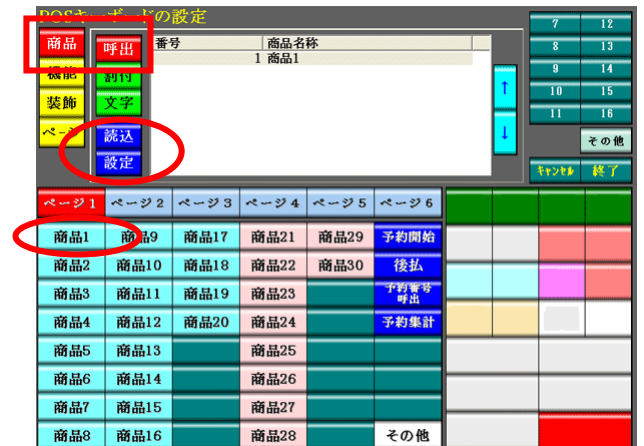 POSキーボードの設定
商品
機能
装飾
ページ
呼出
割付
文字
読込
設定
番号 商品名称
1 商品1
↑
↓
7 12
8 13
9 14
10 15
11 16
その他
キャンセル 終了
ページ1 ページ2 ページ3 ページ4 ページ5 ページ6
商品1 商品9 商品17 商品21 商品29 予約開始
商品2 商品10 商品18 商品22 商品30 後払
商品3 商品11 商品19 商品23 予約番号
呼出
商品4 商品12 商品20 商品24 予約集計
商品5 商品13 商品25
商品6 商品14 商品26
商品7 商品15 商品27
商品8 商品16 商品28 その他